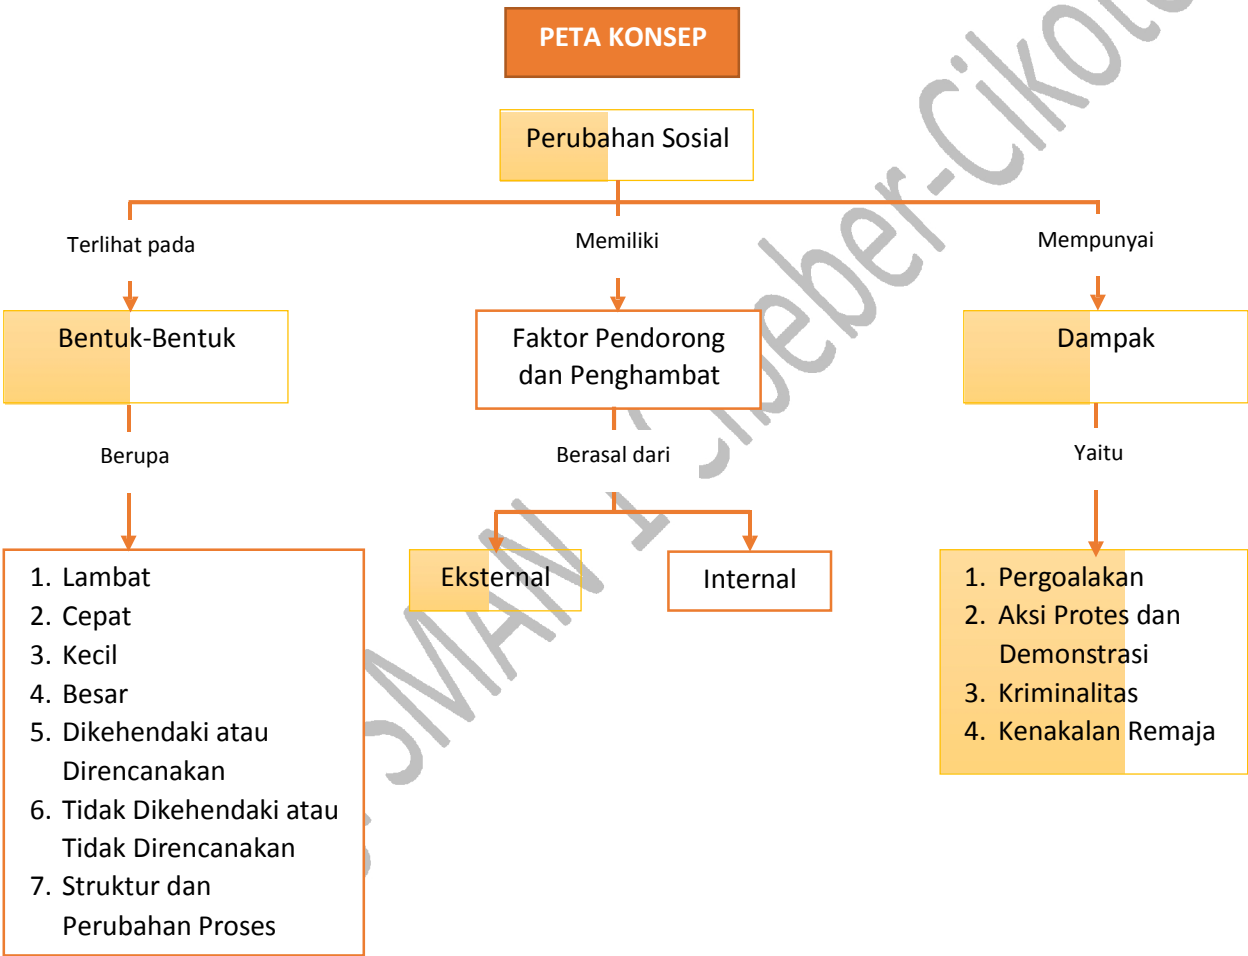 PETA KONSEP
Perubahan Sosial
Terlihat pada
Memiliki
Mempunyai
Bentuk-Bentuk
Faktor Pendorong
dan Penghambat
Dampak
Berupa
Berasal dari
Yaitu
1. Lambat
2. Cepat
3. Kecil
4. Besar
5. Dikehendaki atau
Direncanakan
6. Tidak Dikehendaki atau
Tidak Direncanakan
7. Struktur dan
Perubahan Proses
Eksternal
Internal
1. Pergoalakan
2. Aksi Protes dan
Demonstrasi
3. Kriminalitas
4. Kenakalan Remaja
SMAN 1